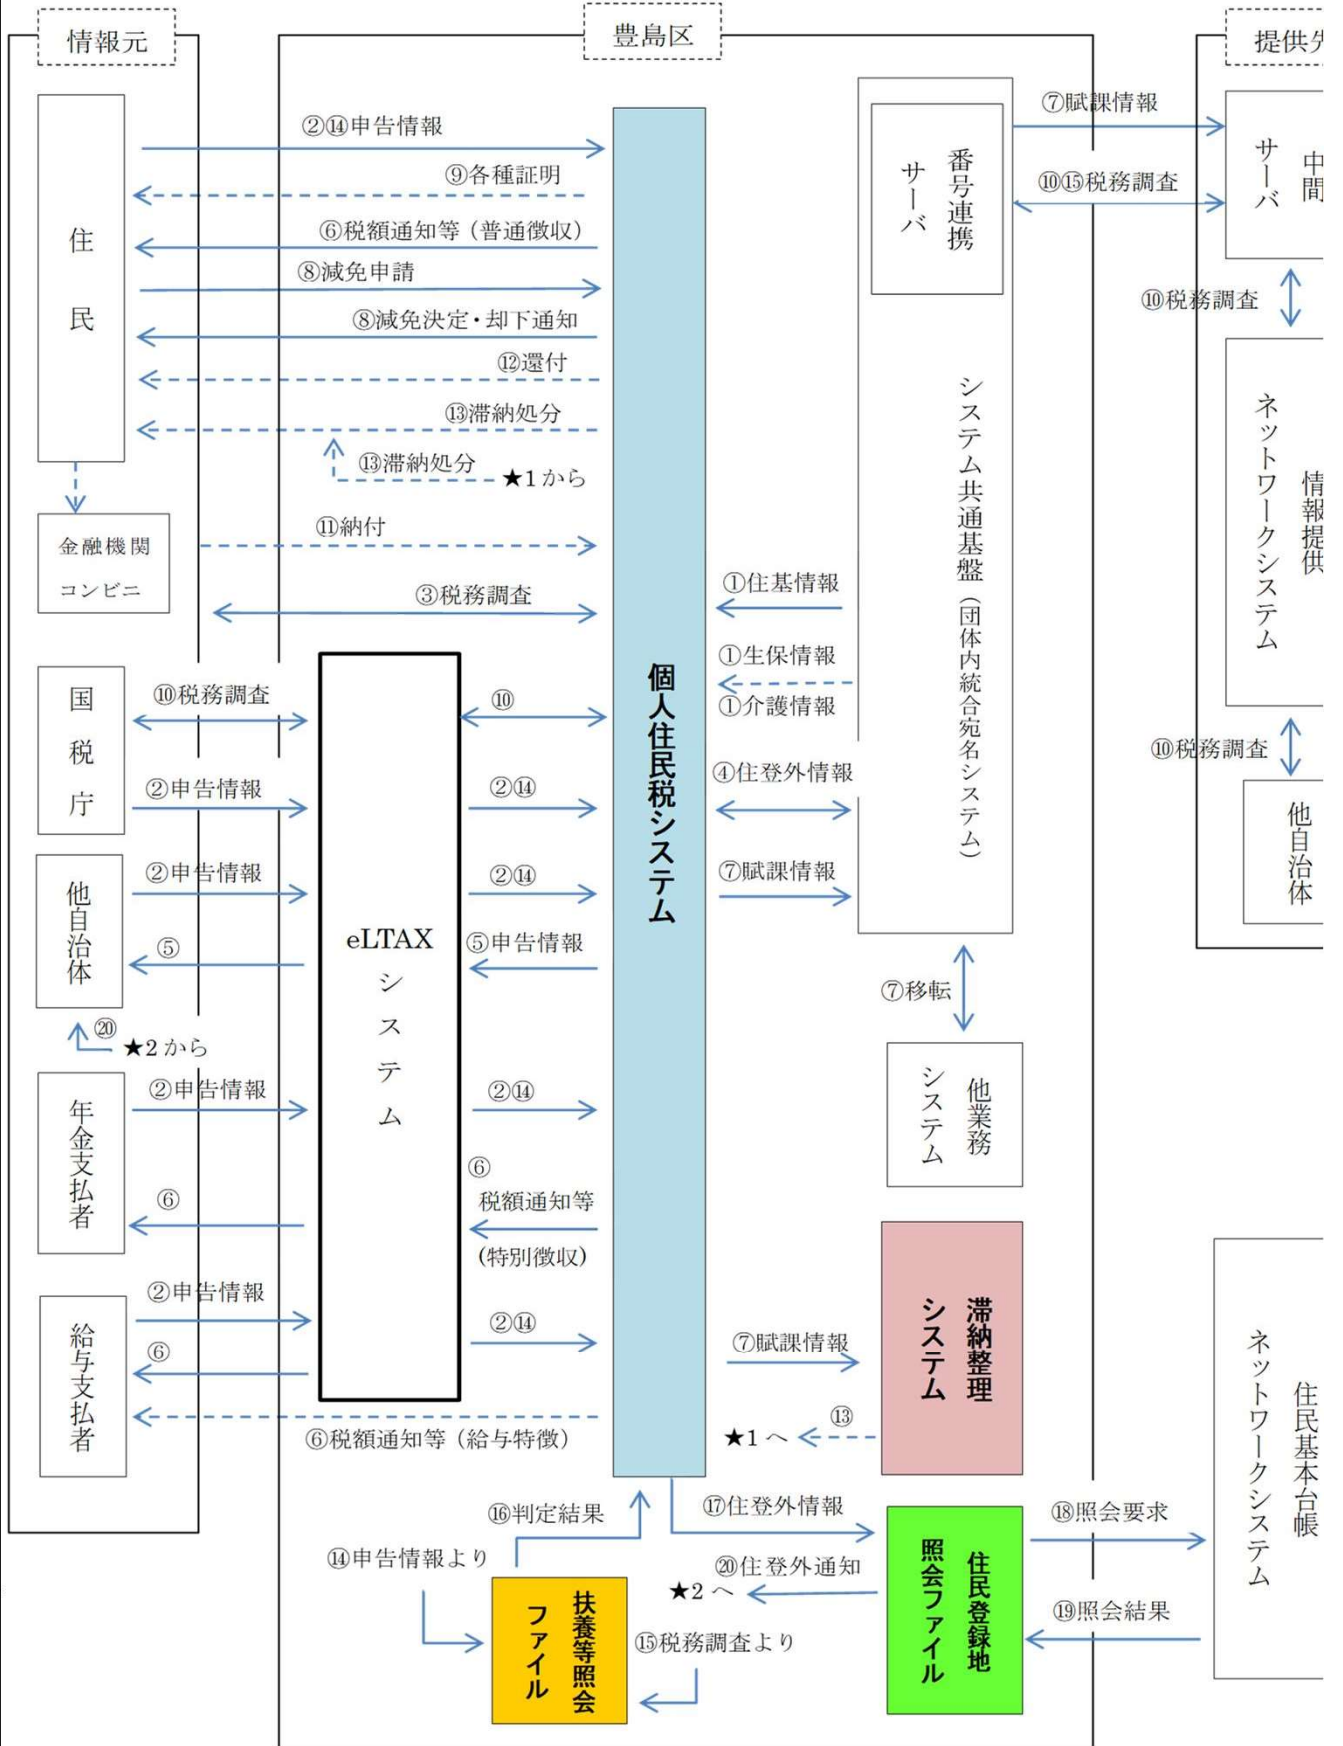 情報元
豊島区
提供
住民
②⑭申告情報
⑨各種証明
⑥税額通知等（普通徴収）
⑧減免申請
⑧減免決定・却下通知
⑫還付
⑬滞納処分
⑬滞納処分
★1から
金融機関
コンビニ
⑪納付
③税務調査
国税庁
⑩税務調査
②申告情報
⑩
②⑭
他自治体
②申告情報
⑤
②⑭
⑤申告情報
⑳
★2から
eLTAX
システム
年金支払者
②申告情報
⑥
②⑭
⑥
税額通知等
(特別徴収)
給与支払者
②申告情報
⑥
②⑭
⑥税額通知等（給与特徴）
個人住民税システム
①住基情報
①生保情報
①介護情報
④住登外情報
⑦賦課情報
番号連携
サーバ
システム共通基盤（団体内統合宛名システム）
⑦移転
他業務
システム
⑦賦課情報
滞納整理
システム
⑬
★1へ
⑦賦課情報
⑩⑮税務調査
中間
サーバ
⑩税務調査
情報提供
ネットワークシステム
⑩税務調査
他自治体
⑯判定結果
⑭申告情報より
扶養等照会
ファイル
⑮税務調査より
⑰住登外情報
⑳住登外通知
★2へ
住民登録地
照会ファイル
⑱照会要求
⑲照会結果
住民基本台帳
ネットワークシステム